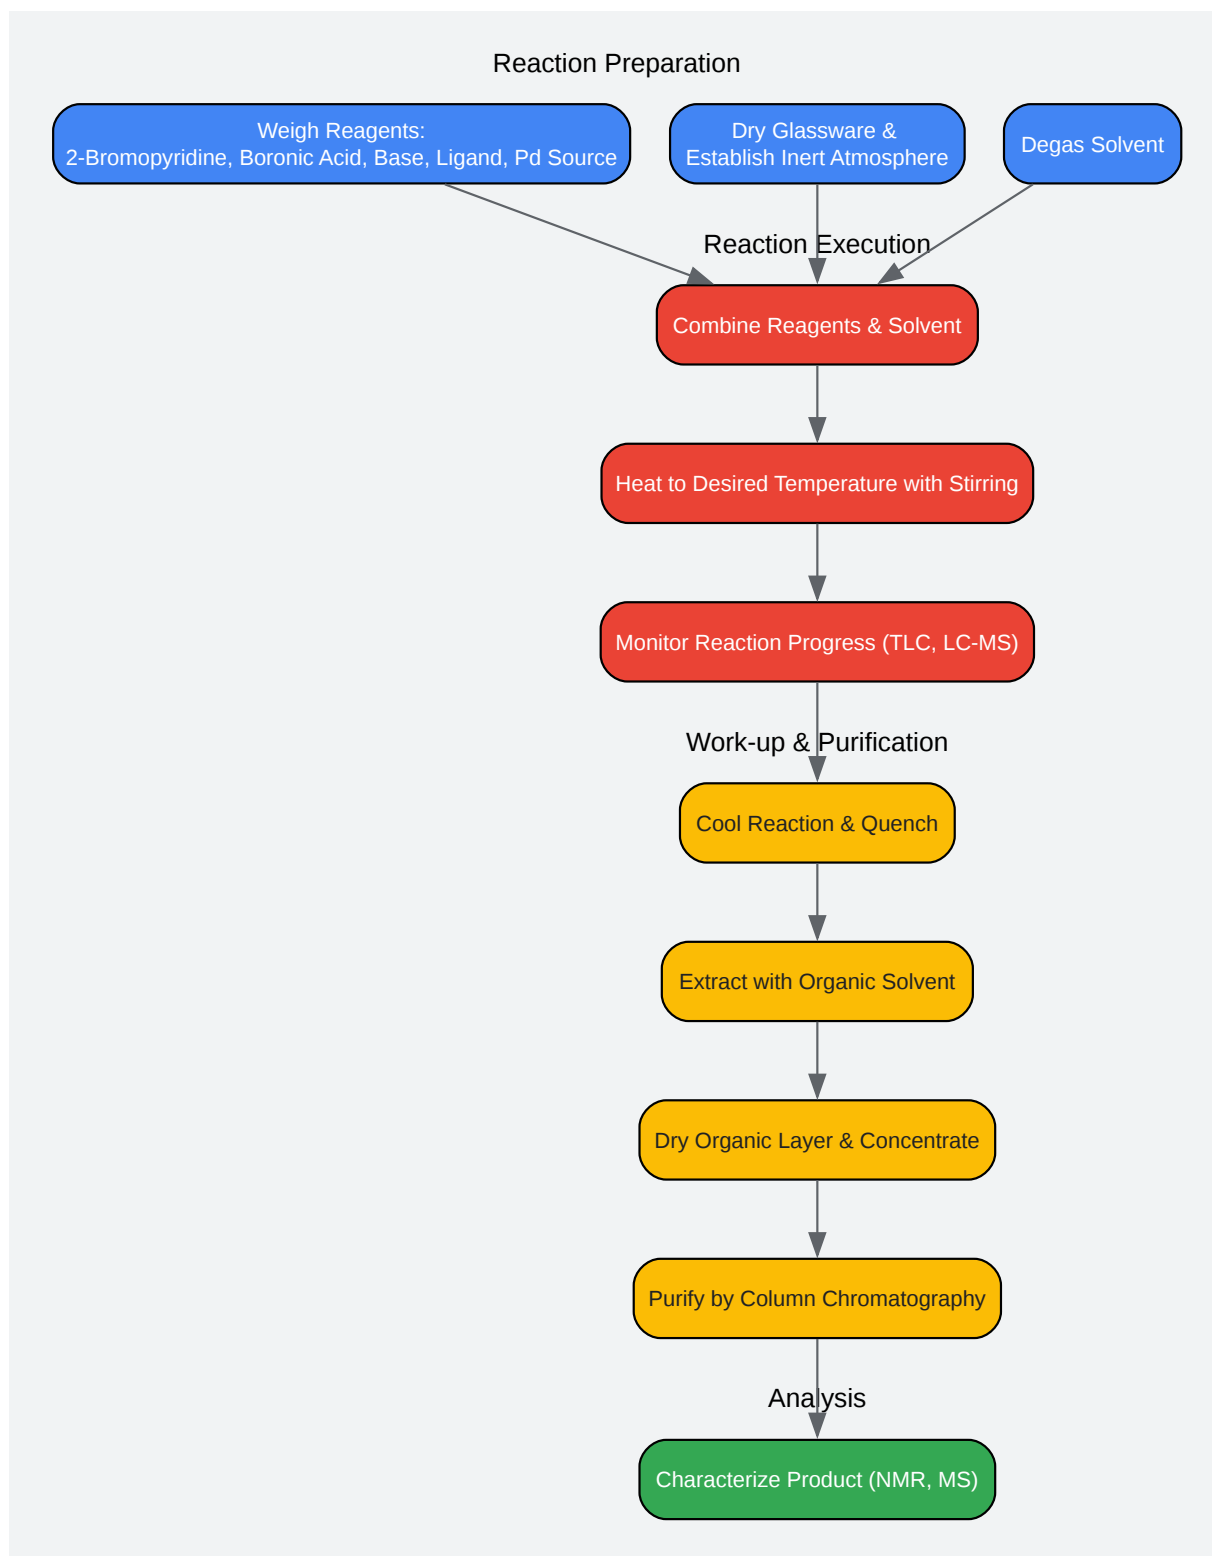 Reaction Preparation
Weigh Reagents:
2-Bromopyridine, Boronic Acid, Base, Ligand, Pd Source
Dry Glassware &
Establish Inert Atmosphere
Degas Solvent
Reaction Execution
Combine Reagents & Solvent
Heat to Desired Temperature with Stirring
Monitor Reaction Progress (TLC, LC-MS)
Work-up & Purification
Cool Reaction & Quench
Extract with Organic Solvent
Dry Organic Layer & Concentrate
Purify by Column Chromatography
Analysis
Characterize Product (NMR, MS)